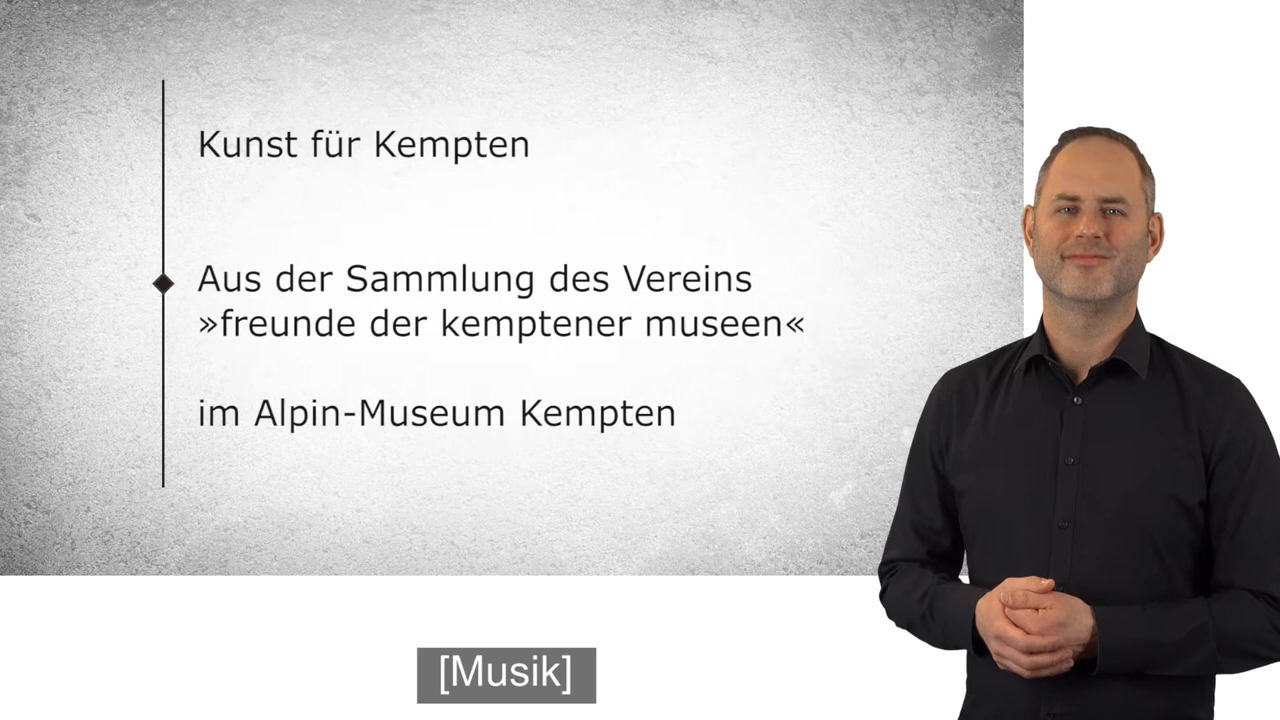 Kunst für Kempten
Aus der Sammlung des Vereins
»freunde der kemptener museen«
im Alpin-Museum Kempten
[Musik]